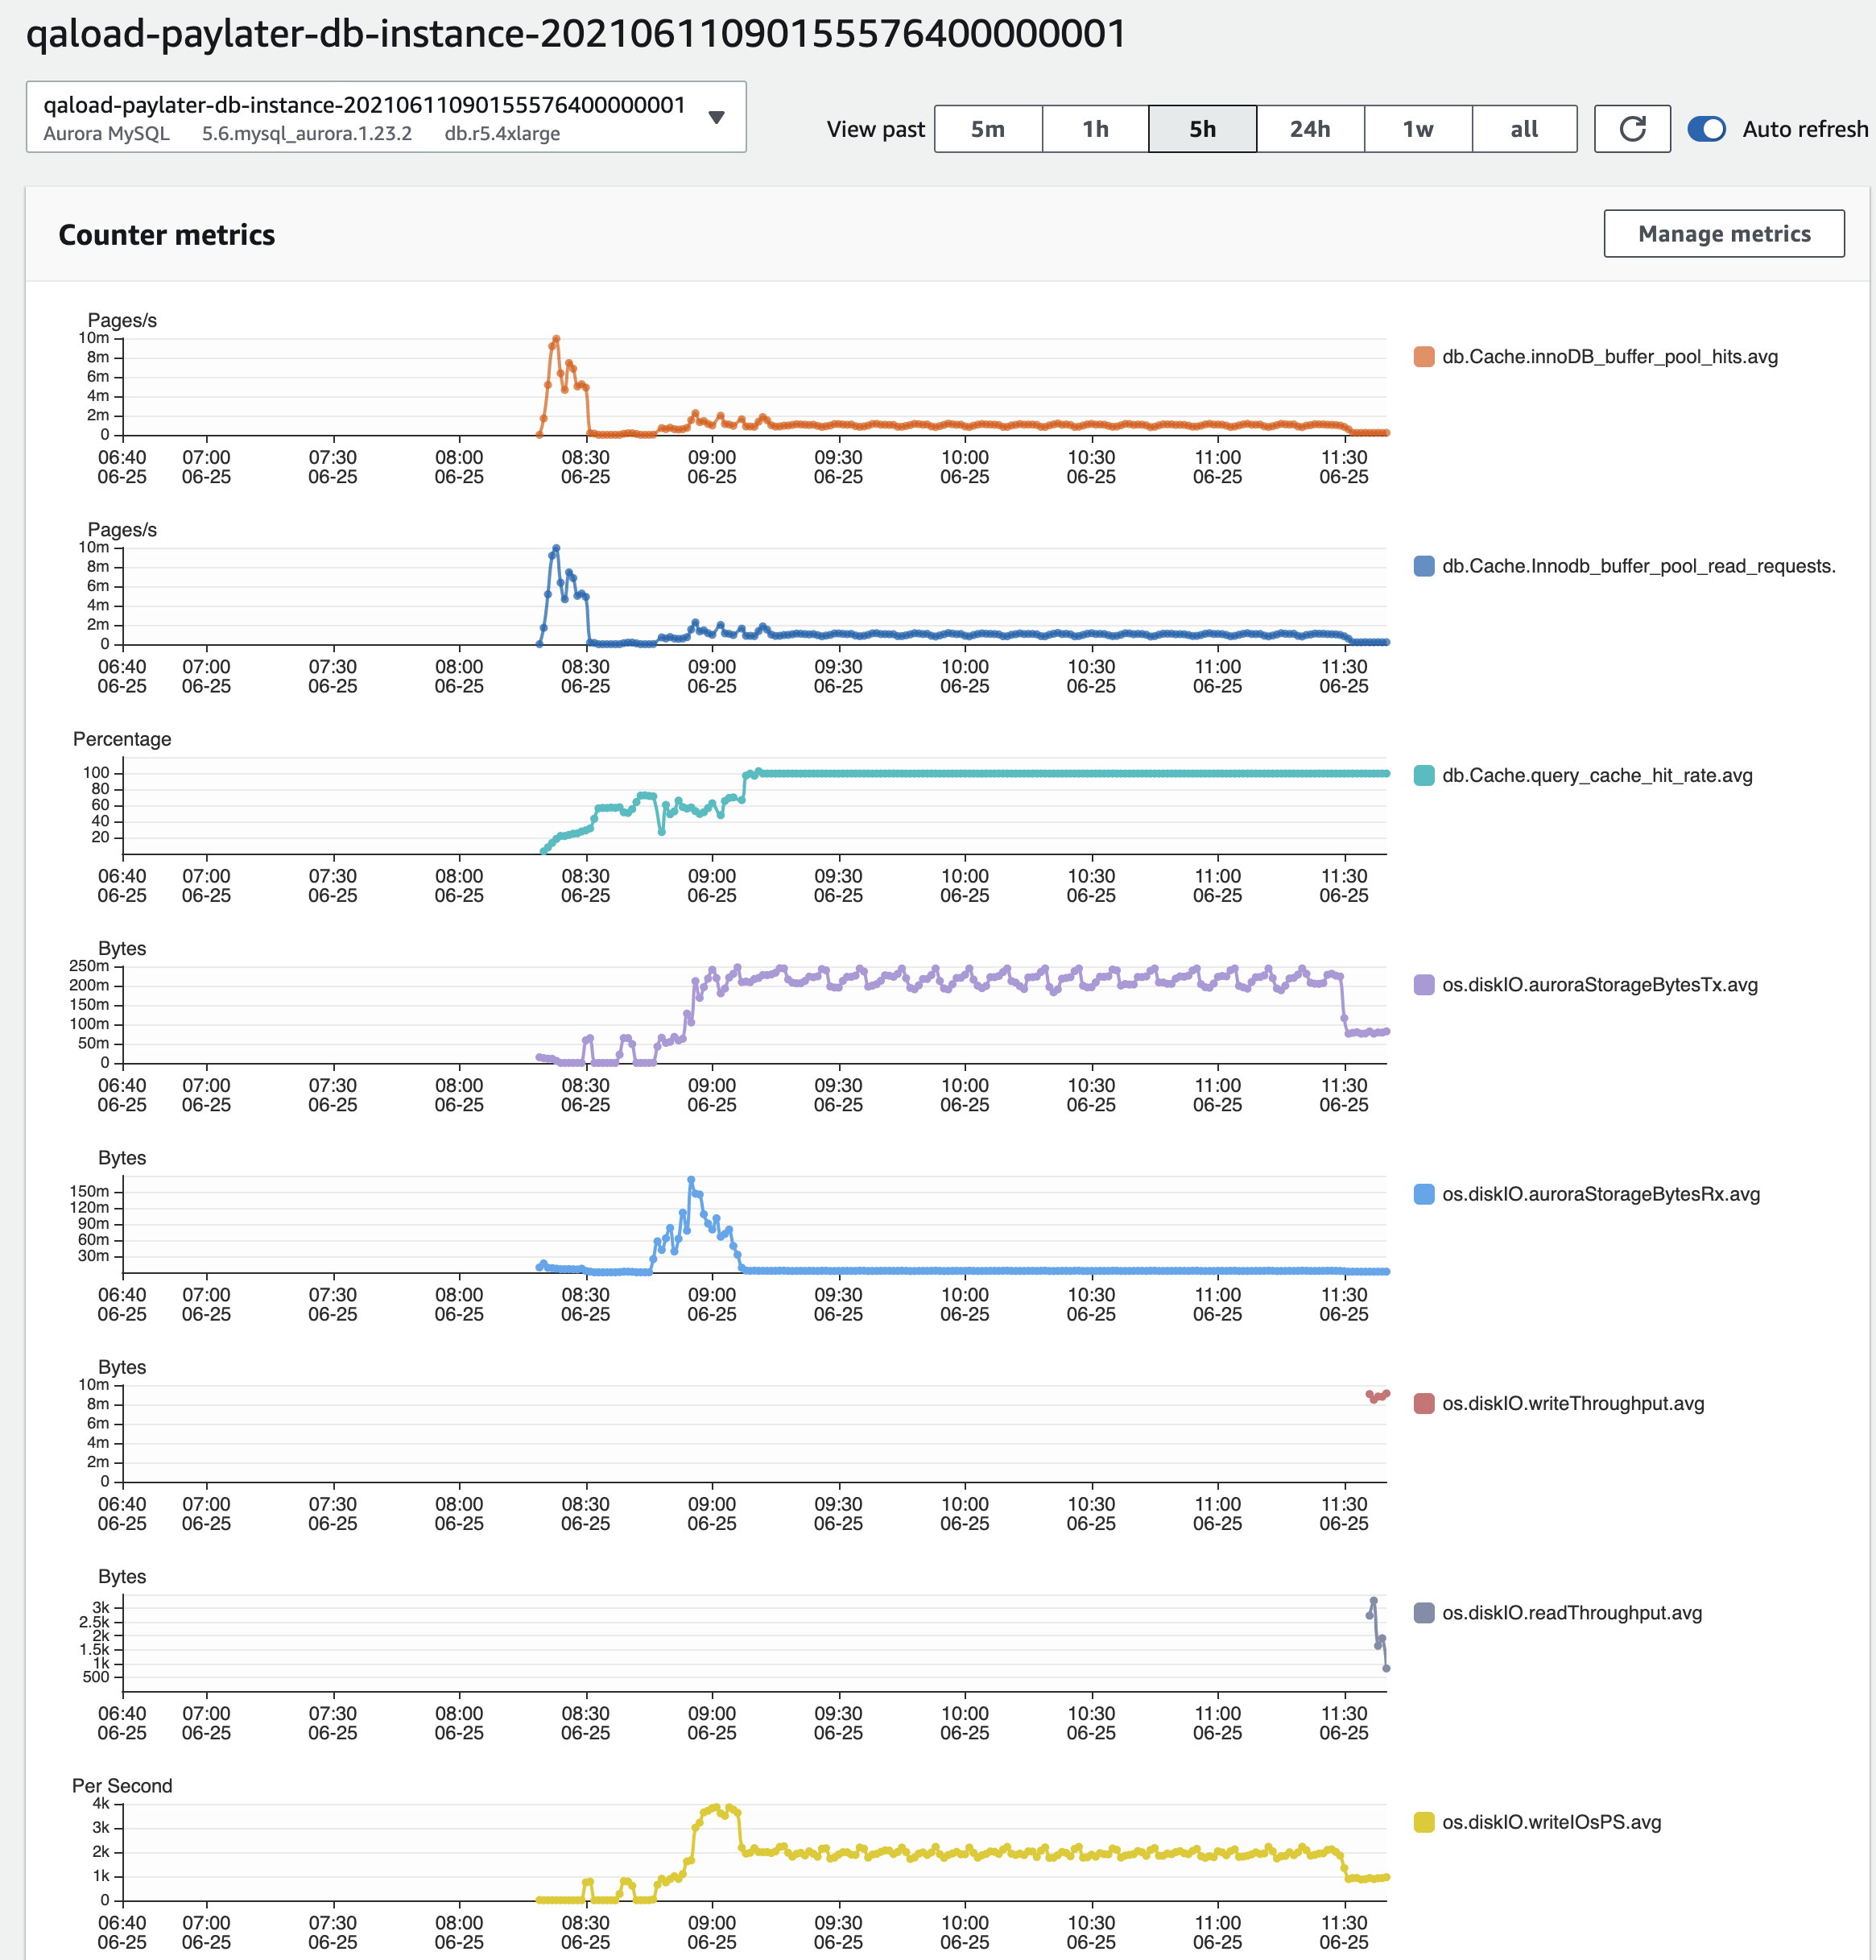 qaload-paylater-db-instance-20210611090155576400000001
qaload-paylater-db-instance-20210611090155576400000001
Aurora MySQL 5.6.mysql_aurora.1.23.2 db.r5.4xlarge
View past 5m 1h 5h 24h 1w all Auto refresh
Counter metrics
Manage metrics
Pages/s
10m
8m
6m
4m
2m
0
db.Cache.innoDB_buffer_pool_hits.avg
06:40 07:00 07:30 08:00 08:30 09:00 09:30 10:00 10:30 11:00 11:30
06-25 06-25 06-25 06-25 06-25 06-25 06-25 06-25 06-25 06-25 06-25
Pages/s
10m
8m
6m
4m
2m
0
db.Cache.Innodb_buffer_pool_read_requests.
06:40 07:00 07:30 08:00 08:30 09:00 09:30 10:00 10:30 11:00 11:30
06-25 06-25 06-25 06-25 06-25 06-25 06-25 06-25 06-25 06-25 06-25
Percentage
100
80
60
40
20
db.Cache.query_cache_hit_rate.avg
06:40 07:00 07:30 08:00 08:30 09:00 09:30 10:00 10:30 11:00 11:30
06-25 06-25 06-25 06-25 06-25 06-25 06-25 06-25 06-25 06-25 06-25
Bytes
250m
200m
150m
100m
50m
0
os.diskIO.auroraStorageBytesTx.avg
06:40 07:00 07:30 08:00 08:30 09:00 09:30 10:00 10:30 11:00 11:30
06-25 06-25 06-25 06-25 06-25 06-25 06-25 06-25 06-25 06-25 06-25
Bytes
150m
120m
90m
60m
30m
os.diskIO.auroraStorageBytesRx.avg
06:40 07:00 07:30 08:00 08:30 09:00 09:30 10:00 10:30 11:00 11:30
06-25 06-25 06-25 06-25 06-25 06-25 06-25 06-25 06-25 06-25 06-25
Bytes
10m
8m
6m
4m
2m
0
os.diskIO.writeThroughput.avg
06:40 07:00 07:30 08:00 08:30 09:00 09:30 10:00 10:30 11:00 11:30
06-25 06-25 06-25 06-25 06-25 06-25 06-25 06-25 06-25 06-25 06-25
Bytes
3k
2.5k
2k
1.5k
1k
500
os.diskIO.readThroughput.avg
06:40 07:00 07:30 08:00 08:30 09:00 09:30 10:00 10:30 11:00 11:30
06-25 06-25 06-25 06-25 06-25 06-25 06-25 06-25 06-25 06-25 06-25
Per Second
4k
3k
2k
1k
0
os.diskIO.writeIOsPS.avg
06:40 07:00 07:30 08:00 08:30 09:00 09:30 10:00 10:30 11:00 11:30
06-25 06-25 06-25 06-25 06-25 06-25 06-25 06-25 06-25 06-25 06-25